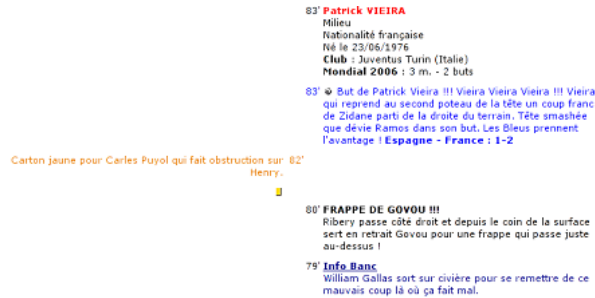 83' Patrick VIEIRA
Milieu
Nationalité française
Né le 23/06/1976
Club : Juventus Turin (Italie)
Mondial 2006 : 3 m. - 2 buts
83' But de Patrick Vieira !!! Vieira Vieira Vieira !!! Vieira
qui reprend au second poteau de la tête un coup franc
de Zidane parti de la droite du terrain. Tête smashée
que dévie Ramos dans son but. Les Bleus prennent
l'avantage ! Espagne - France : 1-2
Carton jaune pour Carles Puyol qui fait obstruction sur 82'
Henry.
80' FRAPPE DE GOVOU !!!
Ribery passe côté droit et depuis le coin de la surface
sert en retrait Govou pour une frappe qui passe juste
au-dessus !
79' Info Banc
William Gallas sort sur civière pour se remettre de ce
mauvais coup là où ça fait mal.